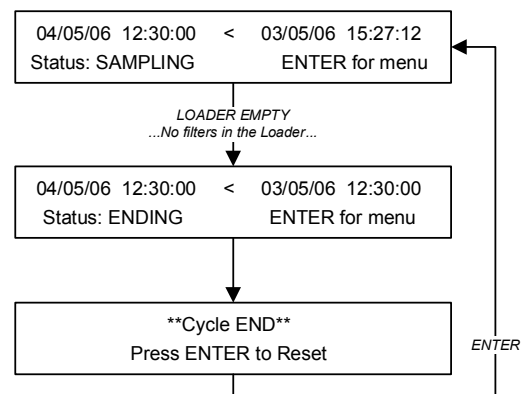 04/05/06 12:30:00 < 03/05/06 15:27:12
Status: SAMPLING ENTER for menu
LOADER EMPTY
...No filters in the Loader...
04/05/06 12:30:00 < 03/05/06 12:30:00
Status: ENDING ENTER for menu
**Cycle END**
Press ENTER to Reset
ENTER